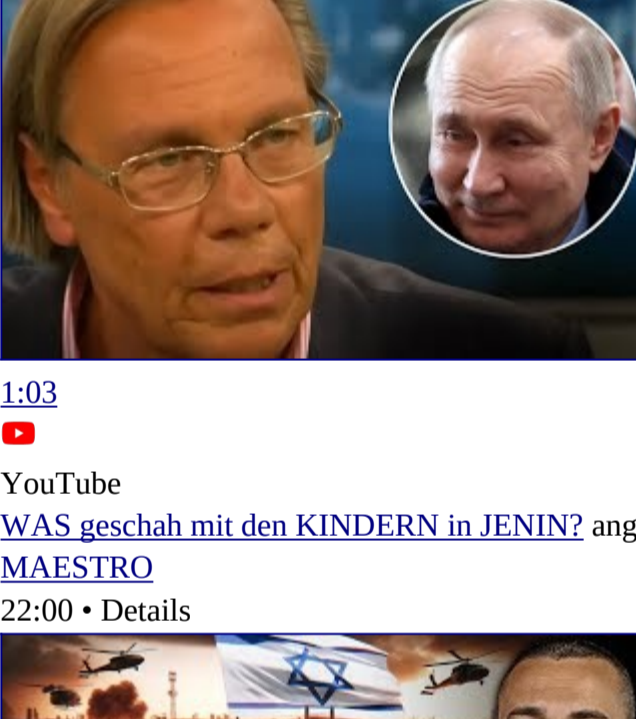 1:03
YouTube
WAS geschah mit den KINDERN in JENIN? ang
MAESTRO
22:00 • Details